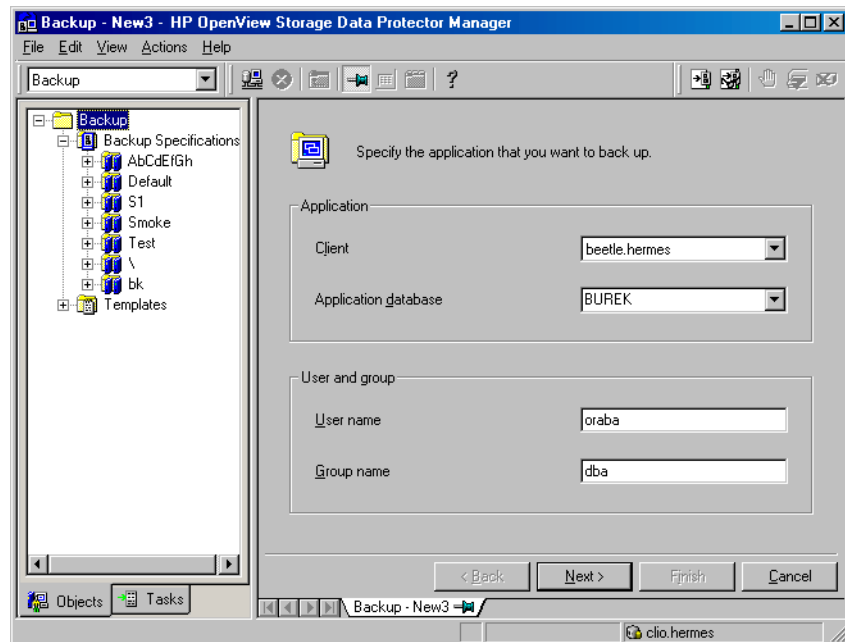 Backup - New3 - HP OpenView Storage Data Protector Manager
File Edit View Actions Help
Backup
?
Backup
Backup Specifications
AbCdEfGh
Default
S1
Smoke
Test
\
bk
Templates
Objects
Tasks
Specify the application that you want to back up.
Application
Client
beetle.hermes
Application database
BUREK
User and group
User name
oraba
Group name
dba
< Back
Next >
Finish
Cancel
Backup - New3
clio.hermes